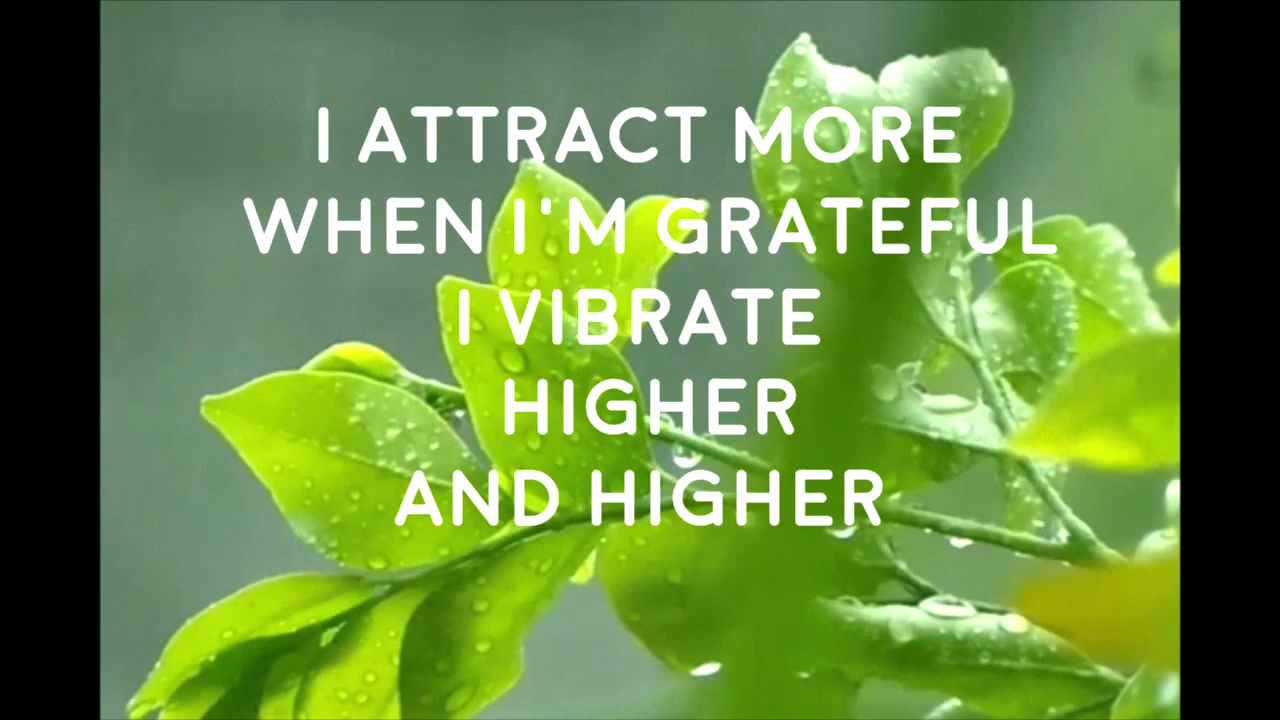 I ATTRACT MORE
WHEN I'M GRATEFUL
I VIBRATE
HIGHER
AND HIGHER